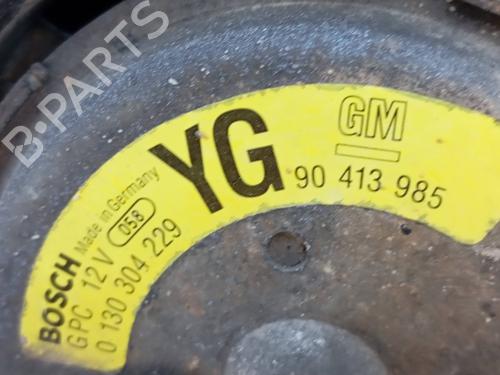 BOSCH Made in Germany
GPC 12 V 058
0 130 304 229
YG
GM
90 413 985
B-PARTS